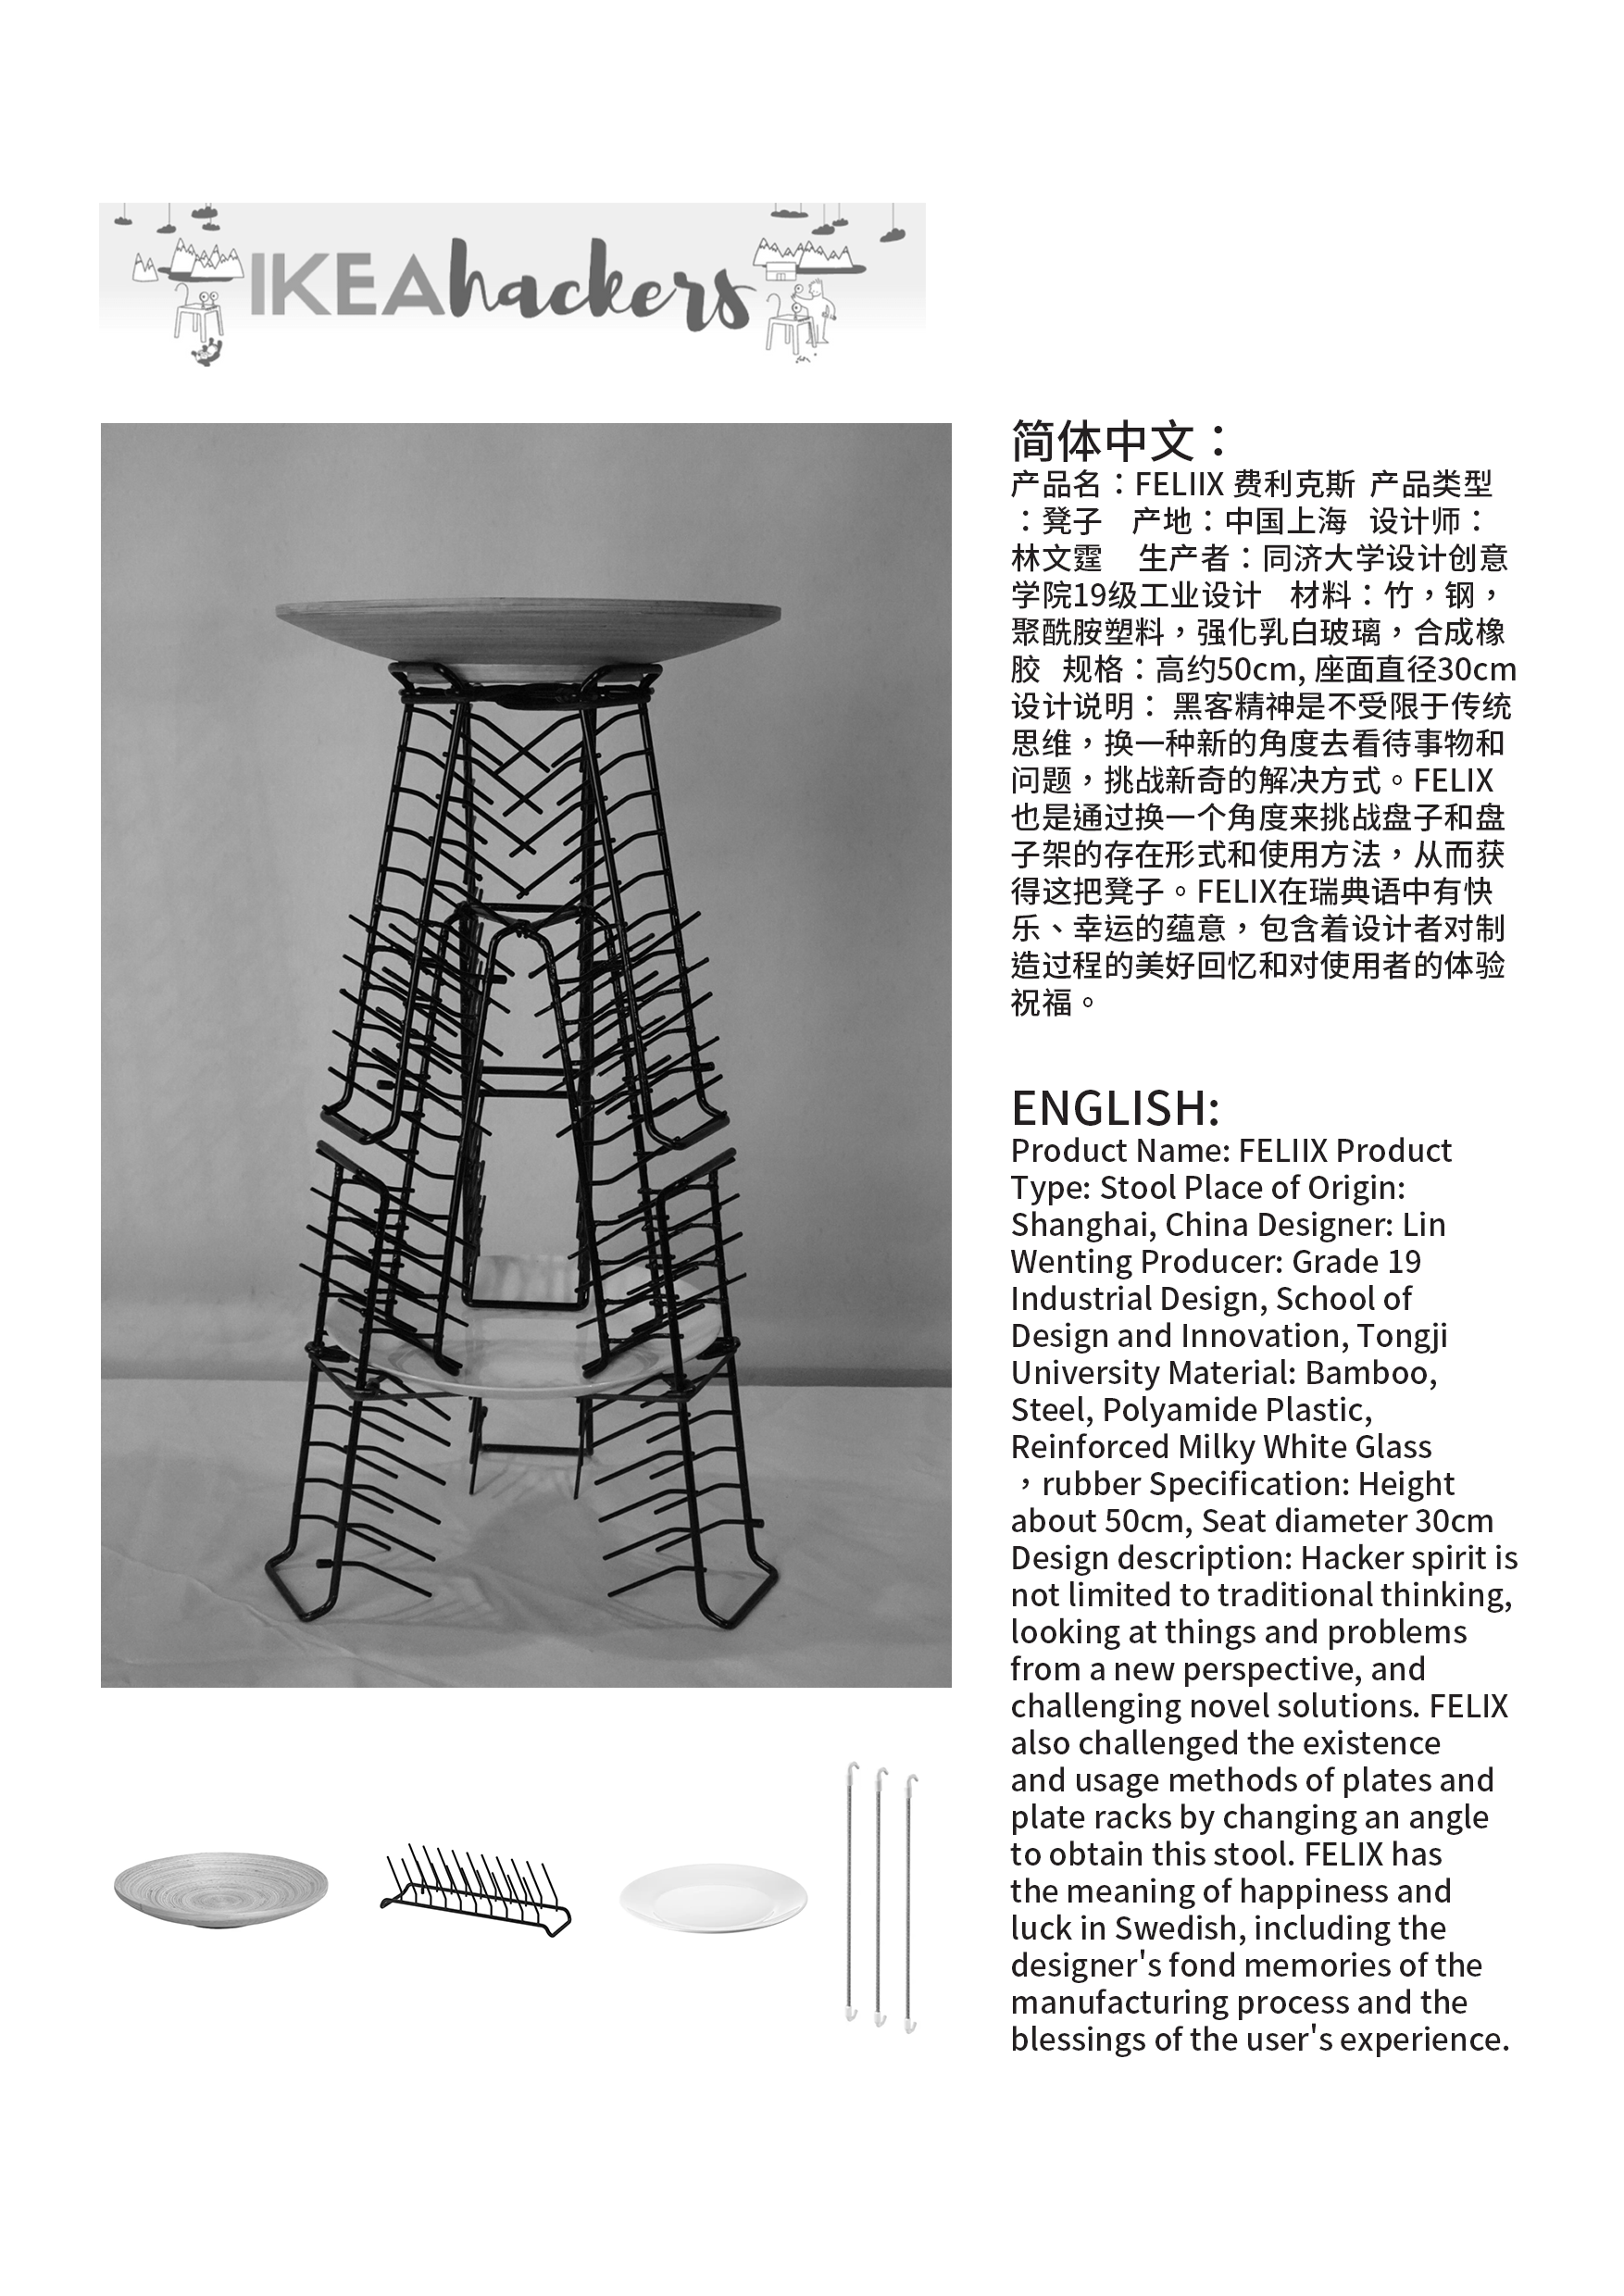 IKEAhackers
简体中文：
产品名：FELIIX 费利克斯 产品类型
：凳子 产地：中国上海 设计师：
林文霆 生产者：同济大学设计创意
学院19级工业设计 材料：竹，钢，
聚酰胺塑料，强化乳白玻璃，合成橡
胶 规格：高约50cm, 座面直径30cm
设计说明： 黑客精神是不受限于传统
思维，换一种新的角度去看待事物和
问题，挑战新奇的解决方式。FELIX
也是通过换一个角度来挑战盘子和盘
子架的存在形式和使用方法，从而获
得这把凳子。FELIX在瑞典语中有快
乐、幸运的蕴意，包含着设计者对制
造过程的美好回忆和对使用者的体验
祝福。
ENGLISH:
Product Name: FELIIX Product
Type: Stool Place of Origin:
Shanghai, China Designer: Lin
Wenting Producer: Grade 19
Industrial Design, School of
Design and Innovation, Tongji
University Material: Bamboo,
Steel, Polyamide Plastic,
Reinforced Milky White Glass
，rubber Specification: Height
about 50cm, Seat diameter 30cm
Design description: Hacker spirit is
not limited to traditional thinking,
looking at things and problems
from a new perspective, and
challenging novel solutions. FELIX
also challenged the existence
and usage methods of plates and
plate racks by changing an angle
to obtain this stool. FELIX has
the meaning of happiness and
luck in Swedish, including the
designer's fond memories of the
manufacturing process and the
blessings of the user's experience.